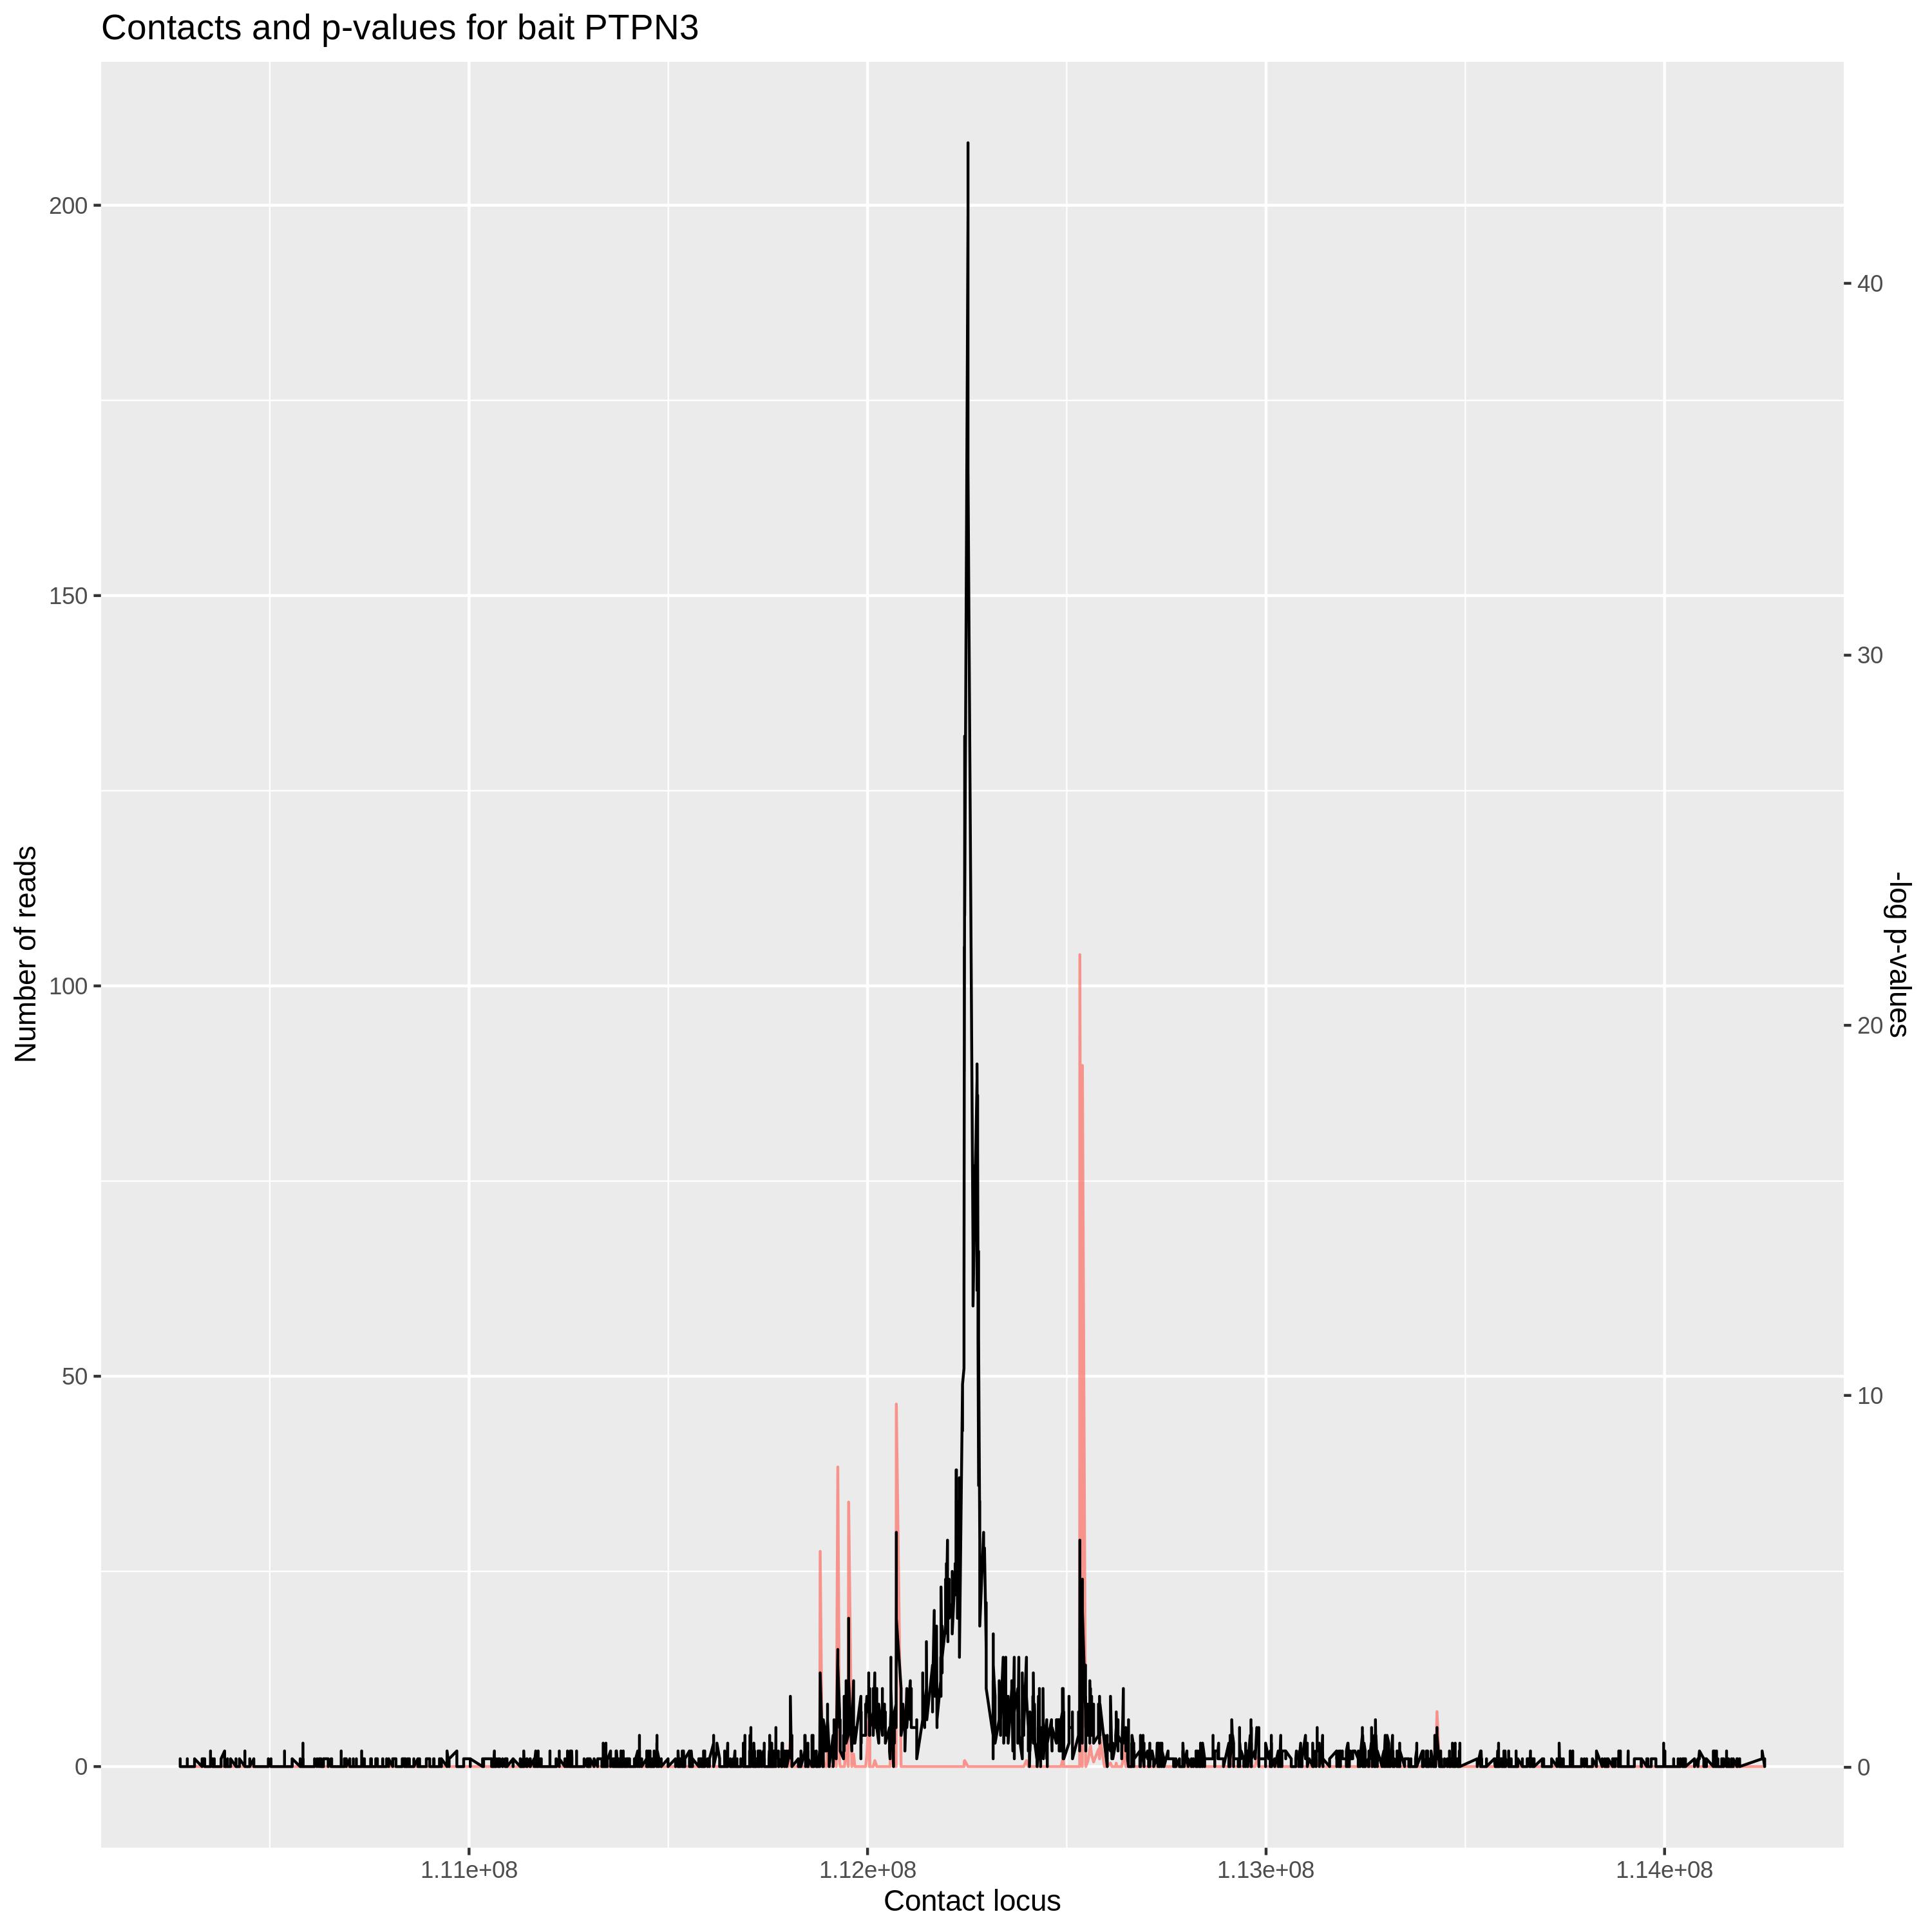 Contacts and p-values for bait PTPN3
200
150
100
50
0
Number of reads
40
30
20
10
0
-log p-values
1.11e+08
1.12e+08
1.13e+08
1.14e+08
Contact locus